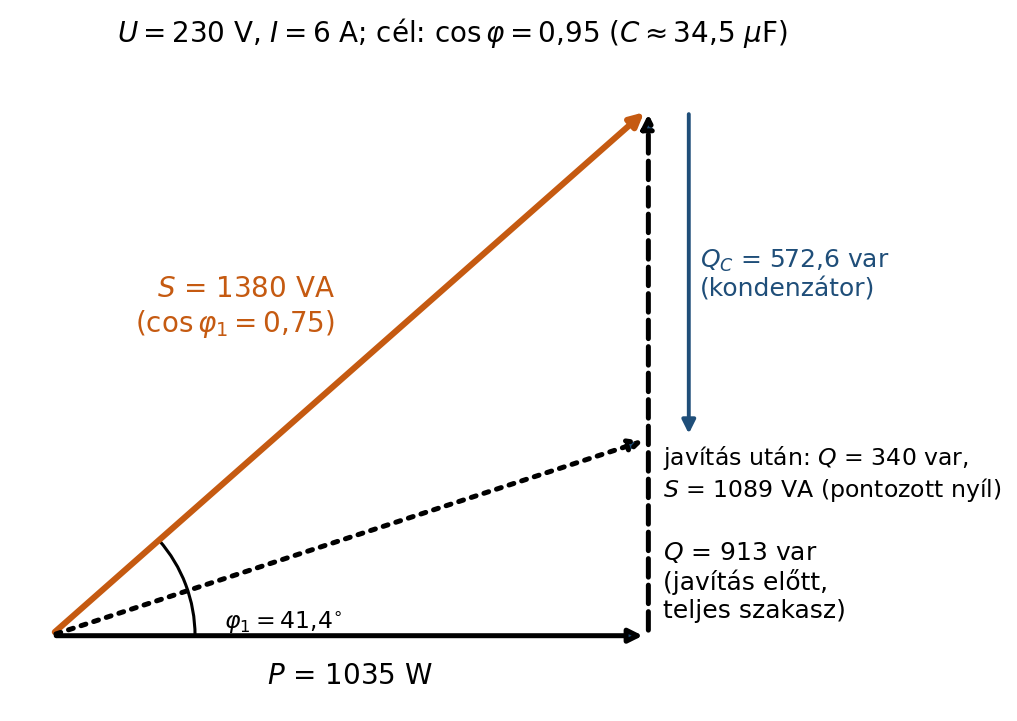 U = 230 V, I = 6 A; cél: cos φ = 0,95 (C ≈ 34,5 μF)
S = 1380 VA
(cos φ₁ = 0,75)
Q_C = 572,6 var
(kondenzátor)
javítás után: Q = 340 var,
S = 1089 VA (pontozott nyíl)
Q = 913 var
(javítás előtt,
teljes szakasz)
φ₁ = 41,4°
P = 1035 W